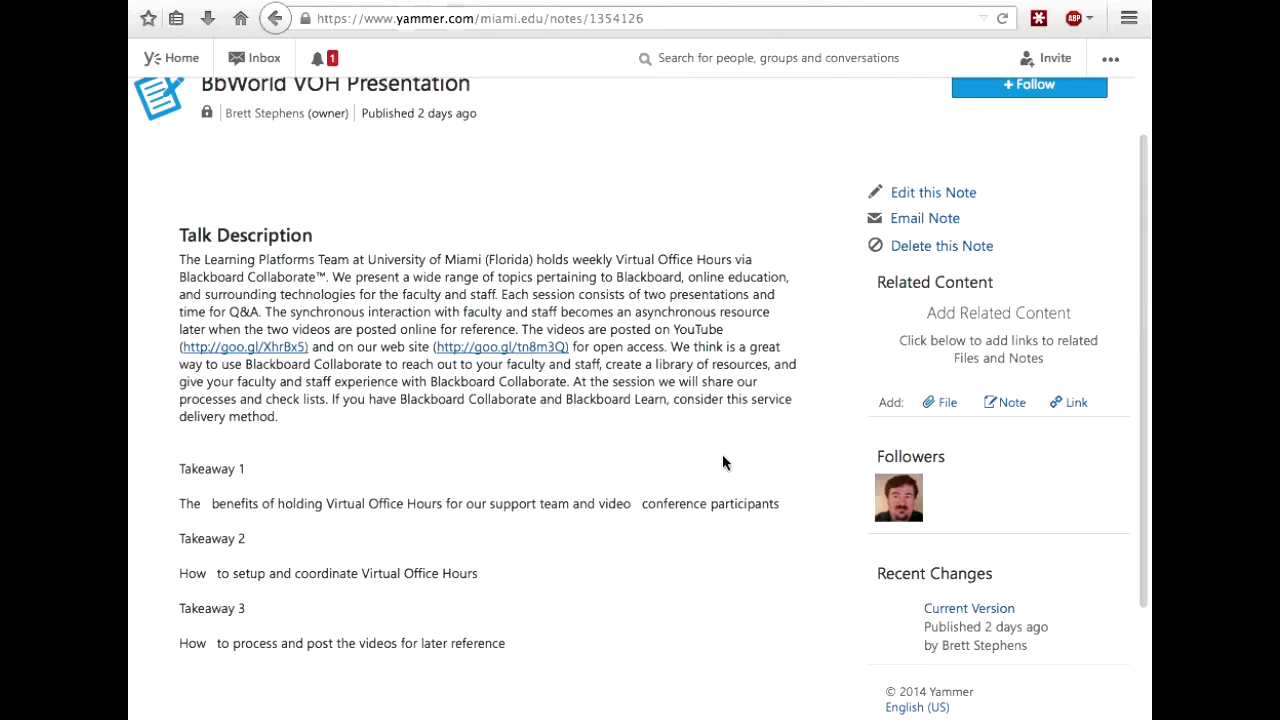 https://www.yammer.com/miami.edu/notes/1354126
ABP
Home
Inbox
1
Search for people, groups and conversations
Invite
BbWorld VOH Presentation
+ Follow
Brett Stephens (owner)
Published 2 days ago
Edit this Note
Email Note
Delete this Note
Talk Description
The Learning Platforms Team at University of Miami (Florida) holds weekly Virtual Office Hours via
Blackboard Collaborate™. We present a wide range of topics pertaining to Blackboard, online education,
and surrounding technologies for the faculty and staff. Each session consists of two presentations and
time for Q&A. The synchronous interaction with faculty and staff becomes an asynchronous resource
later when the two videos are posted online for reference. The videos are posted on YouTube
(http://goo.gl/XhrBx5) and on our web site (http://goo.gl/tn8m3Q) for open access. We think is a great
way to use Blackboard Collaborate to reach out to your faculty and staff, create a library of resources, and
give your faculty and staff experience with Blackboard Collaborate. At the session we will share our
processes and check lists. If you have Blackboard Collaborate and Blackboard Learn, consider this service
delivery method.
Takeaway 1
The benefits of holding Virtual Office Hours for our support team and video conference participants
Takeaway 2
How to setup and coordinate Virtual Office Hours
Takeaway 3
How to process and post the videos for later reference
Related Content
Add Related Content
Click below to add links to related
Files and Notes
Add: File Note Link
Followers
Recent Changes
Current Version
Published 2 days ago
by Brett Stephens
© 2014 Yammer
English (US)